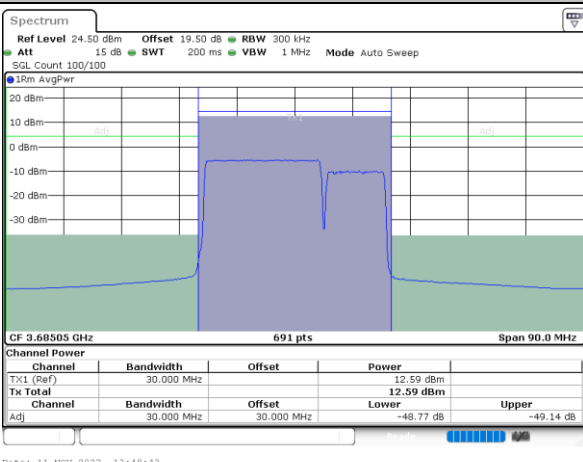 Spectrum
Ref Level 24.50 dBm Offset 19.50 dB RBW 300 kHz
Att 15 dB SWT 200 ms VBW 1 MHz Mode Auto Sweep
SGL Count 100/100
1Rm AvgPwr
20 dBm
TX1
10 dBm
Adj Adj
0 dBm
-10 dBm
-20 dBm
-30 dBm
CF 3.68505 GHz 691 pts Span 90.0 MHz
Channel Power
Channel Bandwidth Offset Power
TX1 (Ref) 30.000 MHz 12.59 dBm
Tx Total 12.59 dBm
Channel Bandwidth Offset Lower Upper
Adj 30.000 MHz 30.000 MHz -48.77 dB -49.14 dB
Ready